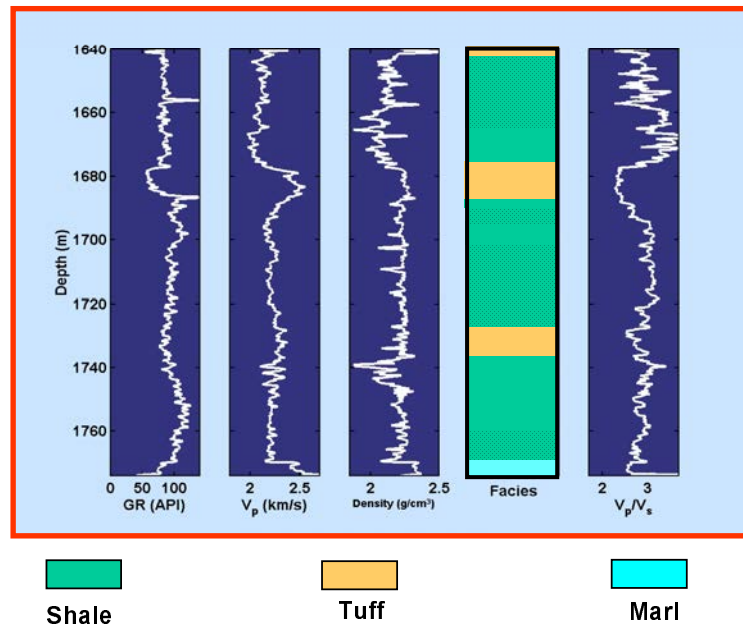 1640
1660
1680
1700
1720
1740
1760
Depth (m)
0 50 100
GR (API)
2 2.5
Vp (km/s)
2 2.5
Density (g/cm³)
Facies
2 3
Vp/Vs
Shale
Tuff
Marl